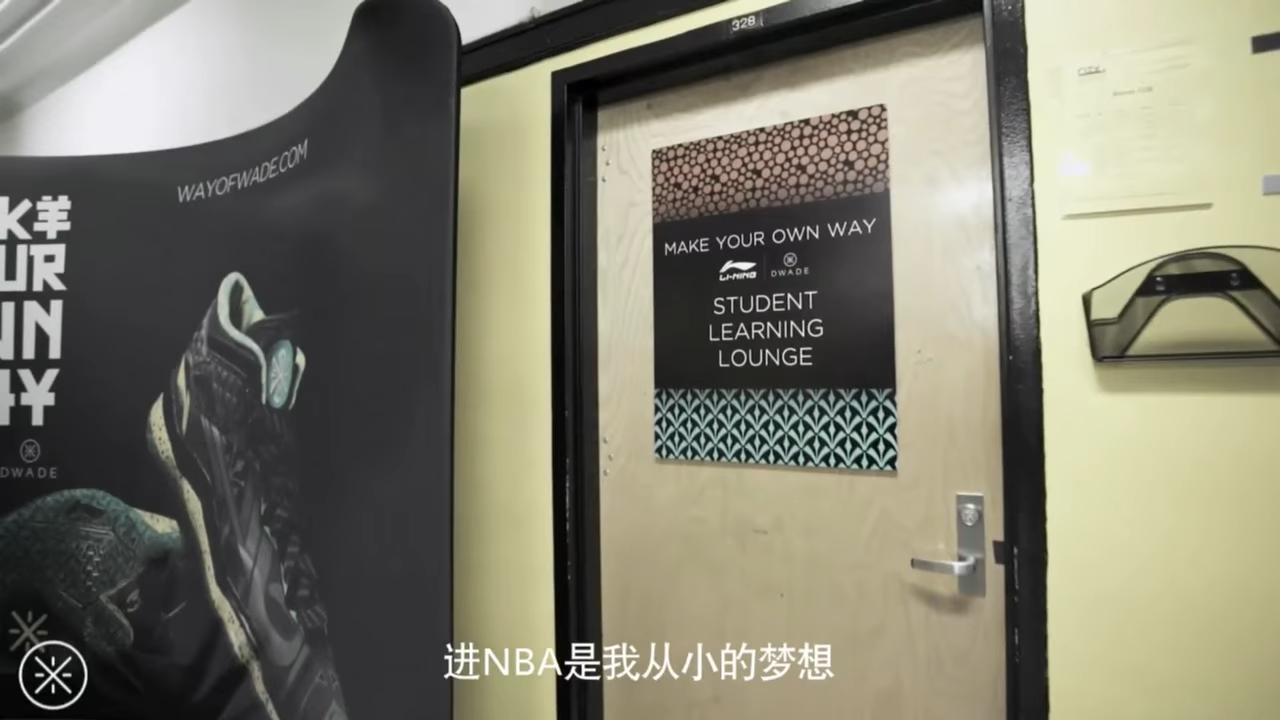 328
WAYOFWADE.COM
DWADE
MAKE YOUR OWN WAY
LI-NING
DWADE
STUDENT
LEARNING
LOUNGE
进NBA是我从小的梦想